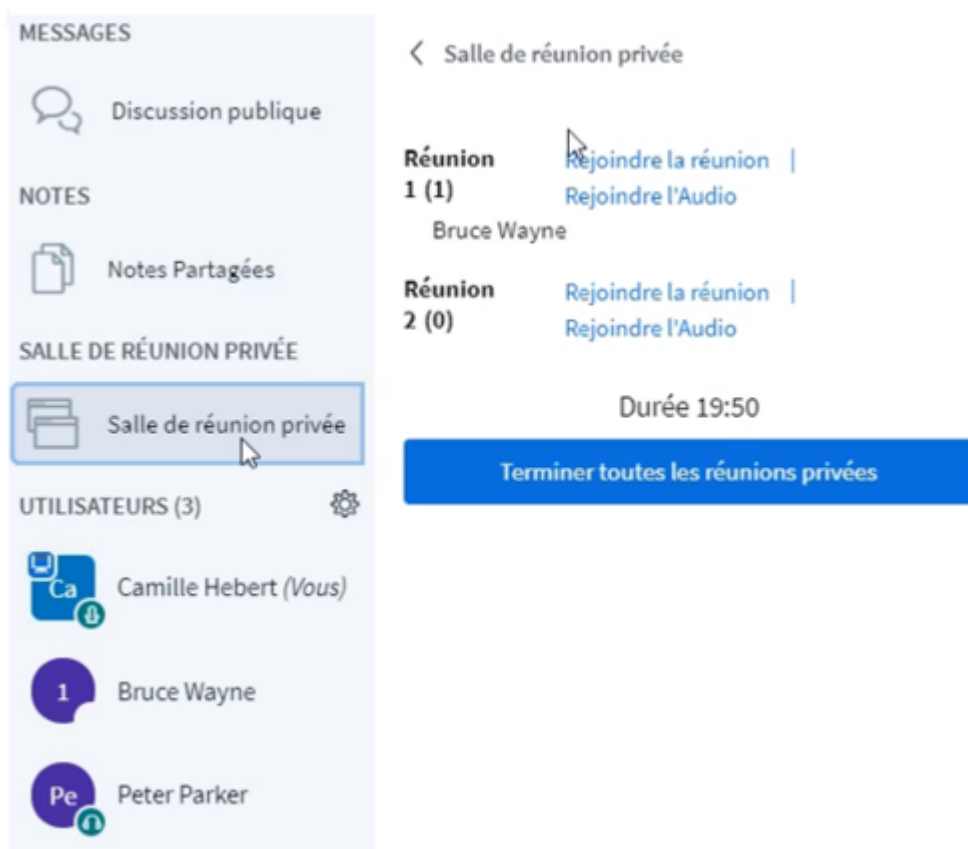 MESSAGES
Discussion publique
NOTES
Notes Partagées
SALLE DE RÉUNION PRIVÉE
Salle de réunion privée
UTILISATEURS (3)
Ca
Camille Hebert (Vous)
1
Bruce Wayne
Pe
Peter Parker
Salle de réunion privée
Réunion
1 (1)
Rejoindre la réunion |
Rejoindre l'Audio
Bruce Wayne
Réunion
2 (0)
Rejoindre la réunion |
Rejoindre l'Audio
Durée 19:50
Terminer toutes les réunions privées